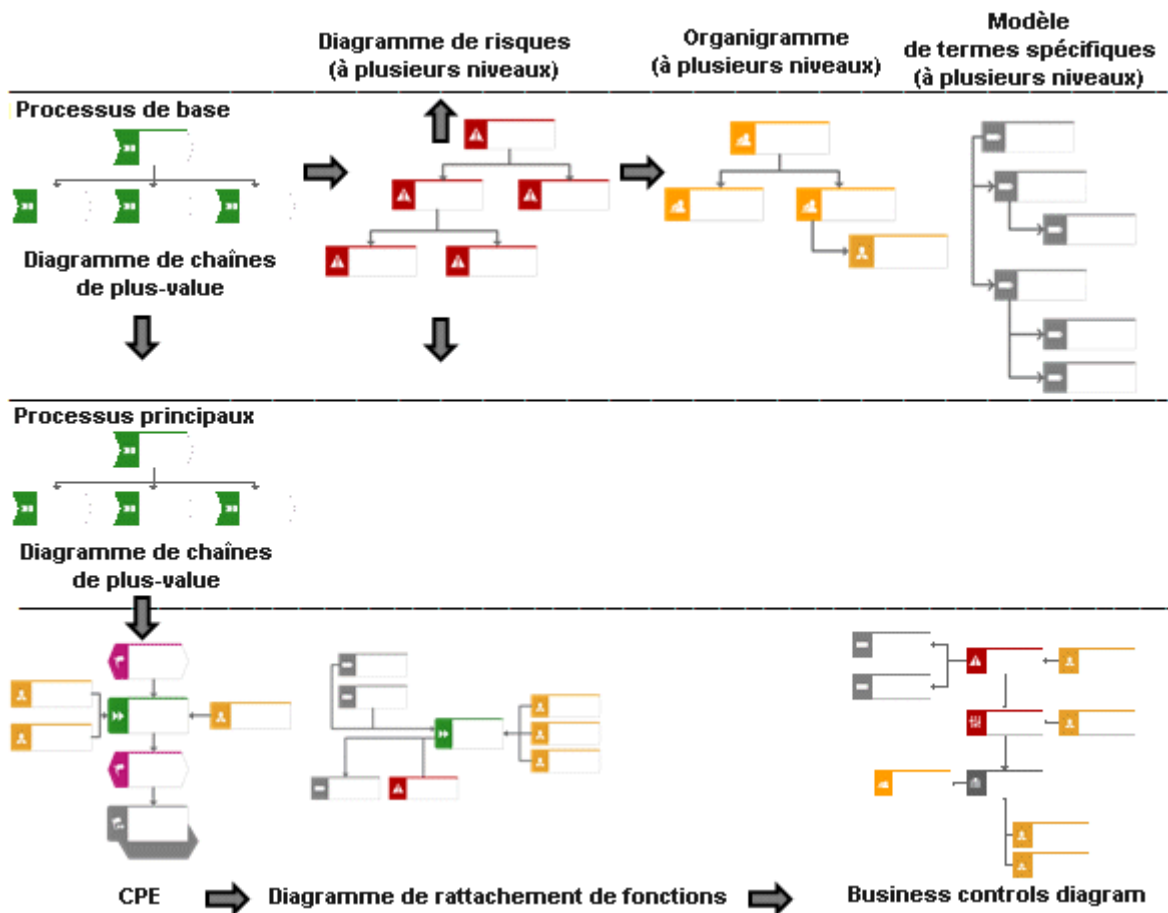 Diagramme de risques
(à plusieurs niveaux)
Organigramme
(à plusieurs niveaux)
Modèle
de termes spécifiques
(à plusieurs niveaux)
Processus de base
Diagramme de chaînes
de plus-value
Processus principaux
Diagramme de chaînes
de plus-value
CPE
Diagramme de rattachement de fonctions
Business controls diagram